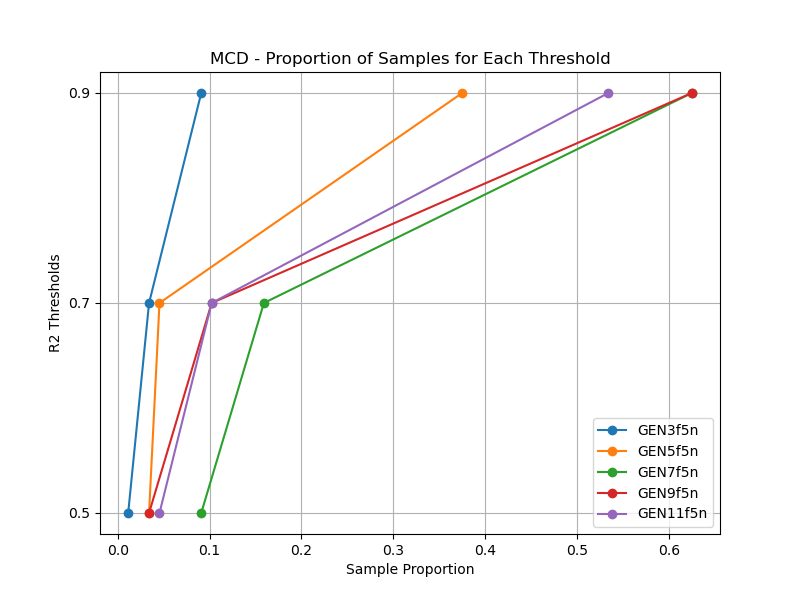 MCD - Proportion of Samples for Each Threshold
R2 Thresholds
0.9
0.7
0.5
GEN3f5n
GEN5f5n
GEN7f5n
GEN9f5n
GEN11f5n
0.0 0.1 0.2 0.3 0.4 0.5 0.6
Sample Proportion